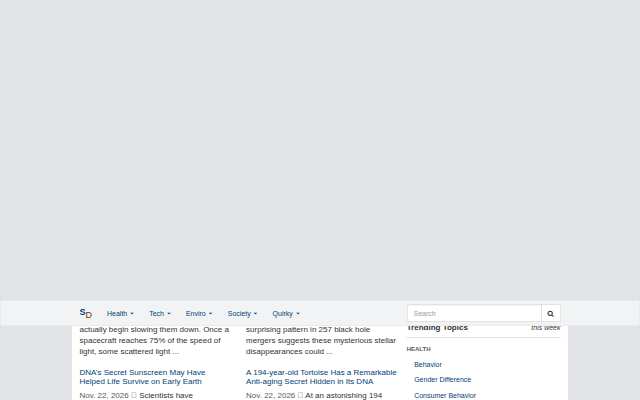 SD Health Tech Enviro Society Quirky Search
actually begin slowing them down. Once a
spacecraft reaches 75% of the speed of
light, some scattered light ...
DNA's Secret Sunscreen May Have
Helped Life Survive on Early Earth
Nov. 22, 2026 Scientists have
surprising pattern in 257 black hole
mergers suggests these mysterious stellar
disappearances could ...
A 194-year-old Tortoise Has a Remarkable
Anti-aging Secret Hidden in Its DNA
Nov. 22, 2026 At an astonishing 194
Trending Topics this week
HEALTH
Behavior
Gender Difference
Consumer Behavior